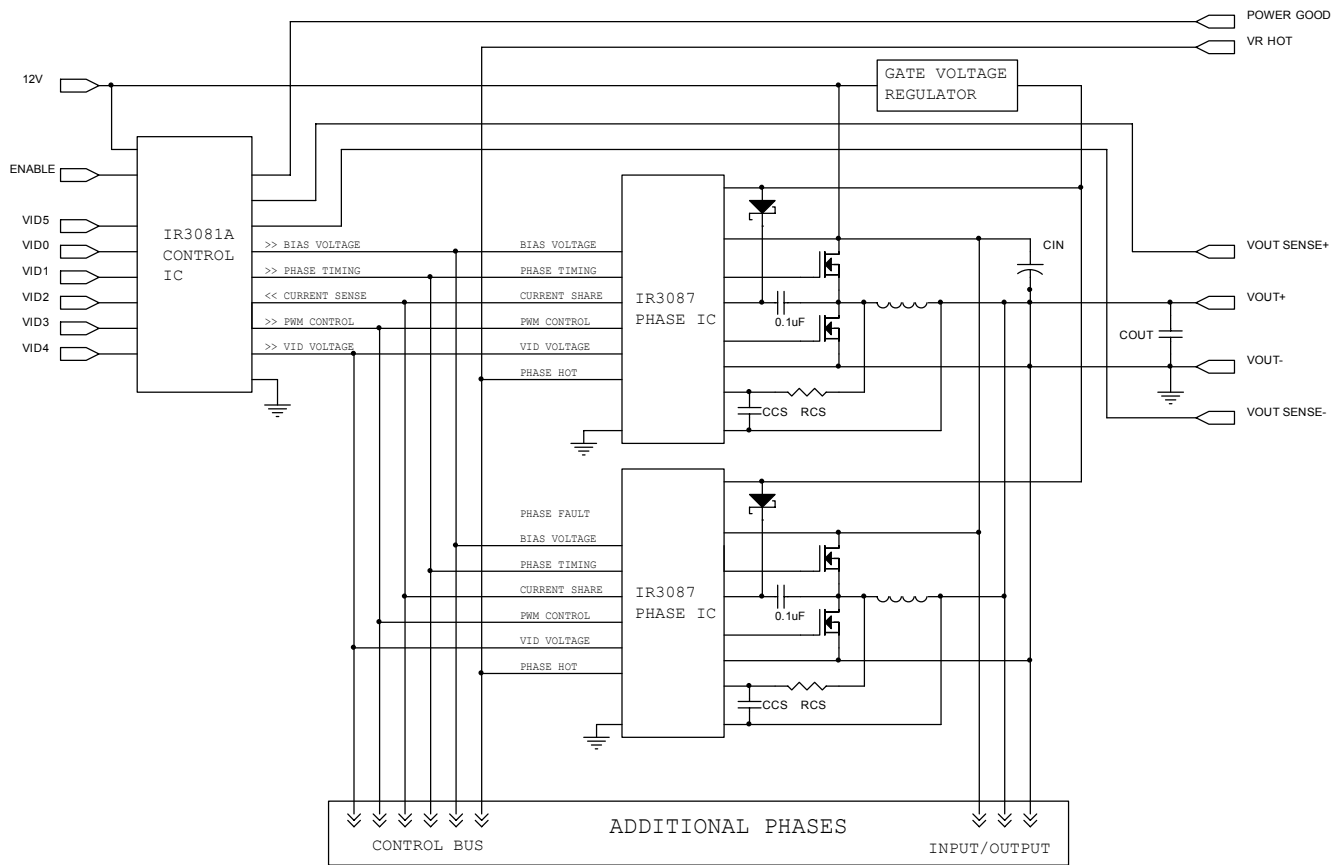 POWER GOOD
VR HOT
12V
GATE VOLTAGE
REGULATOR
ENABLE
VID5
VID0
VID1
VID2
VID3
VID4
IR3081A
CONTROL
IC
>> BIAS VOLTAGE
>> PHASE TIMING
<< CURRENT SENSE
>> PWM CONTROL
>> VID VOLTAGE
BIAS VOLTAGE
PHASE TIMING
CURRENT SHARE
PWM CONTROL
VID VOLTAGE
PHASE HOT
IR3087
PHASE IC
0.1uF
CCS
RCS
CIN
COUT
VOUT SENSE+
VOUT+
VOUT-
VOUT SENSE-
PHASE FAULT
BIAS VOLTAGE
PHASE TIMING
CURRENT SHARE
PWM CONTROL
VID VOLTAGE
PHASE HOT
IR3087
PHASE IC
0.1uF
CCS
RCS
ADDITIONAL PHASES
CONTROL BUS
INPUT/OUTPUT